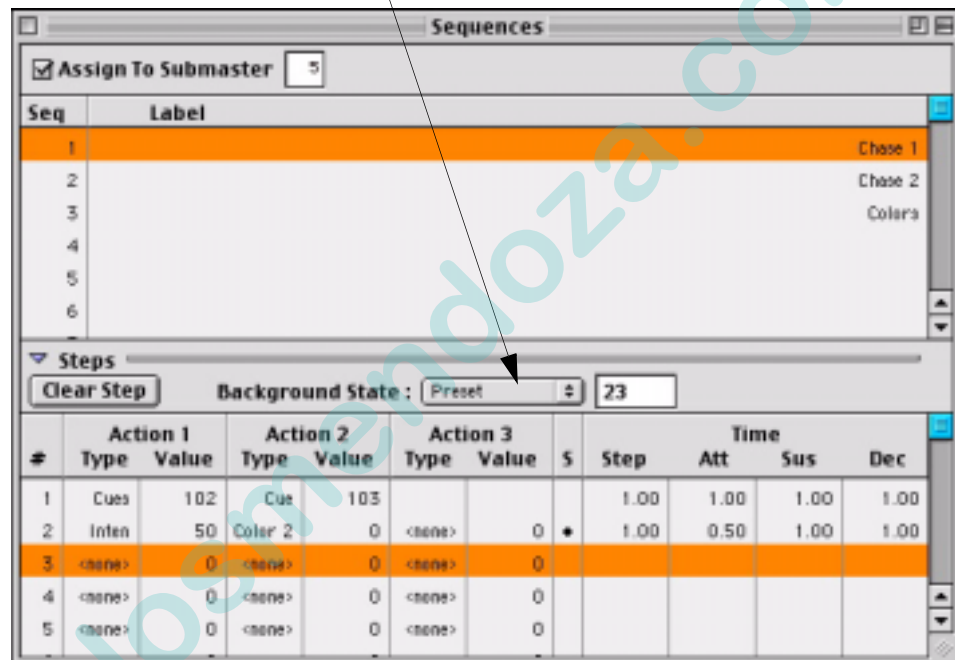 Sequences
Assign To Submaster 5
Seq Label
1 Chase 1
2 Chase 2
3 Colors
4
5
6
Steps
Clear Step Background State : Preset 23
Action 1 Action 2 Action 3 Time
# Type Value Type Value Type Value S Step Att Sus Dec
1 Cues 102 Cue 103 1.00 1.00 1.00 1.00
2 Inten 50 Color 2 0 <none> 0 • 1.00 0.50 1.00 1.00
3 <none> 0 <none> 0 <none> 0
4 <none> 0 <none> 0 <none> 0
5 <none> 0 <none> 0 <none> 0
losmendoza.co